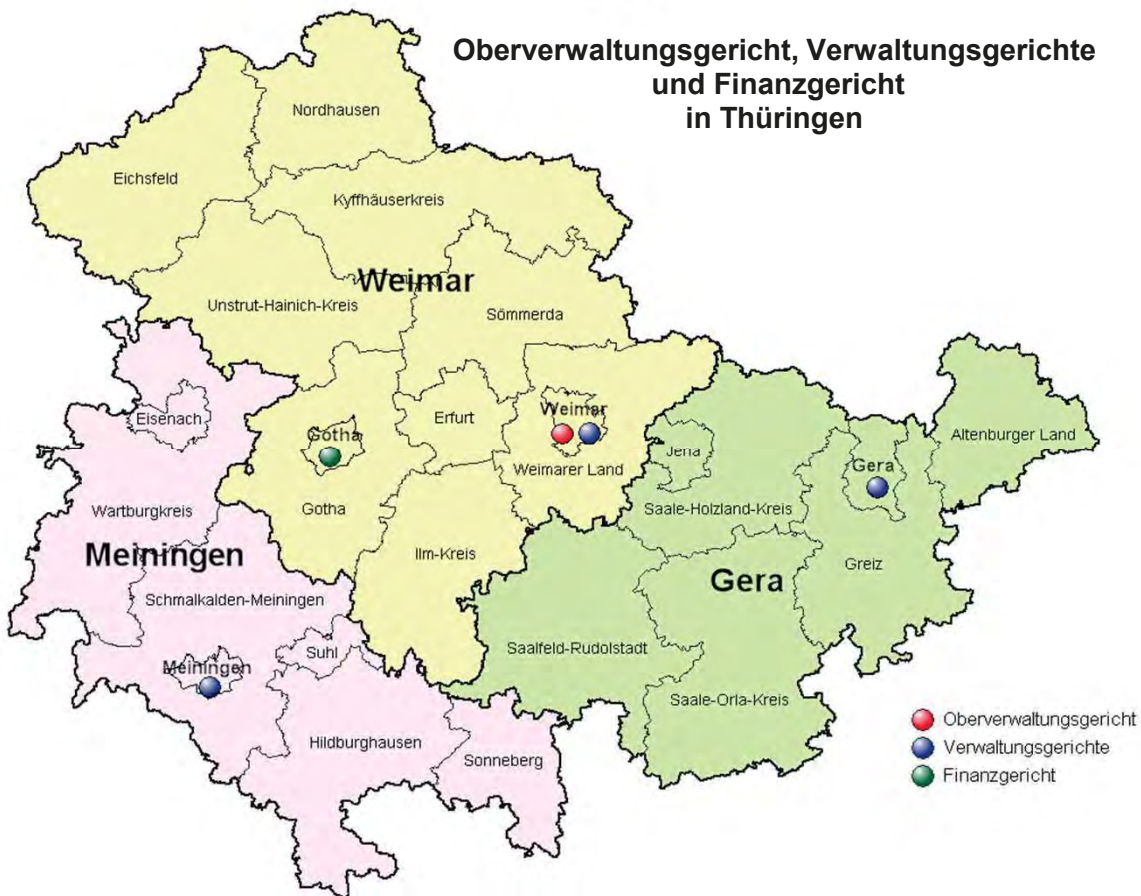 Oberverwaltungsgericht, Verwaltungsgerichte
und Finanzgericht
in Thüringen
Nordhausen
Eichsfeld
Kyffhäuserkreis
Weimar
Unstrut-Hainich-Kreis
Sömmerda
Eisenach
Gotha
Erfurt
Weimar
Weimarer Land
Jena
Gera
Altenburger Land
Wartburgkreis
Gotha
Saale-Holzland-Kreis
Meiningen
Ilm-Kreis
Gera
Greiz
Schmalkalden-Meiningen
Suhl
Meiningen
Saalfeld-Rudolstadt
Saale-Orla-Kreis
Hildburghausen
Sonneberg
Oberverwaltungsgericht
Verwaltungsgerichte
Finanzgericht